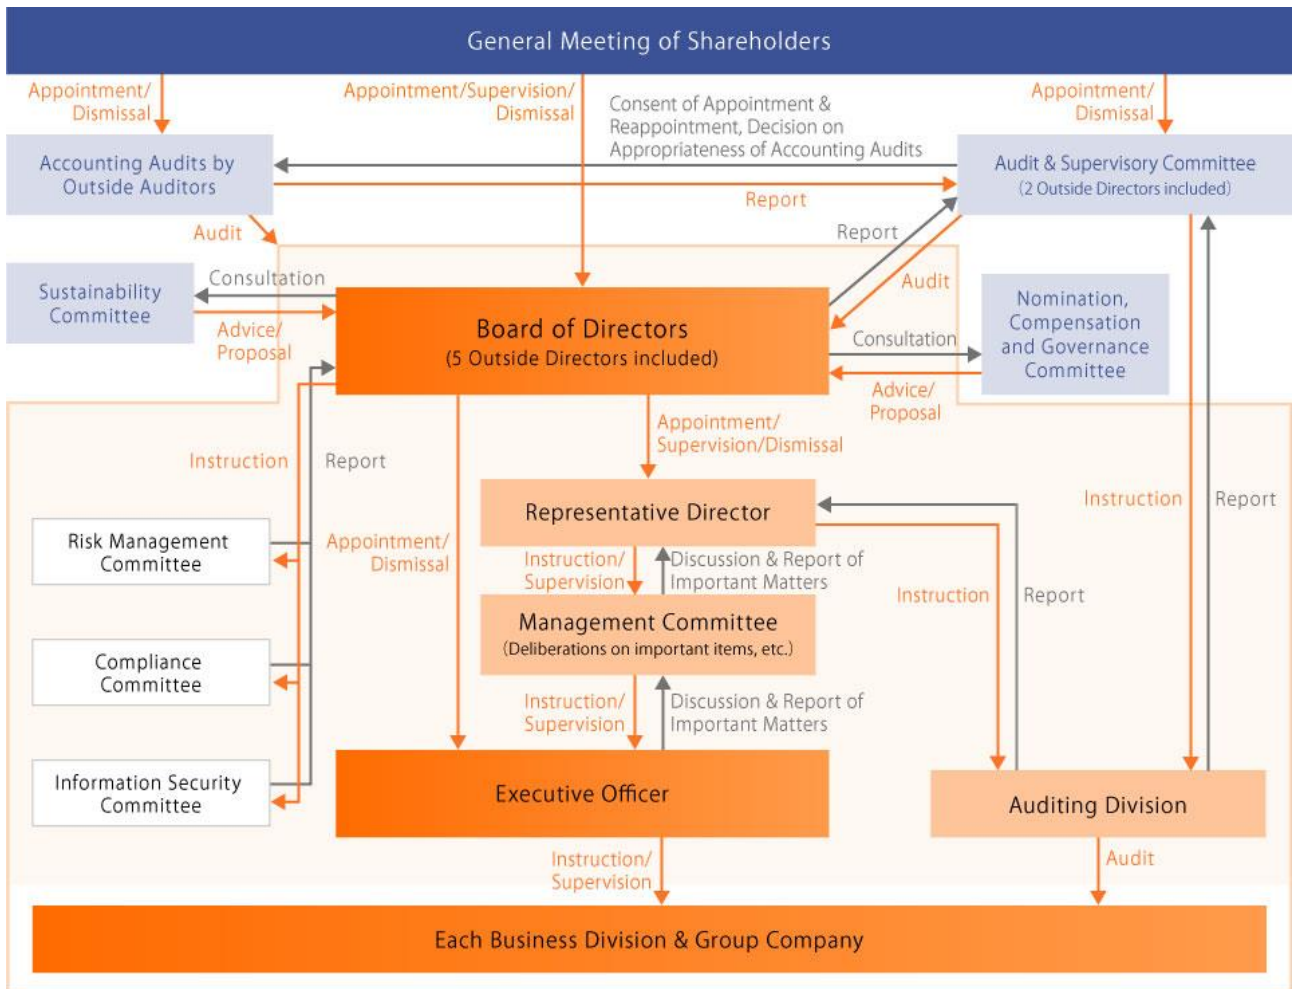 General Meeting of Shareholders
Appointment/
Dismissal
Appointment/Supervision/
Dismissal
Consent of Appointment &
Reappointment, Decision on
Appropriateness of Accounting Audits
Appointment/
Dismissal
Accounting Audits by
Outside Auditors
Audit & Supervisory Committee
(2 Outside Directors included)
Report
Audit
Report
Audit
Sustainability
Committee
Consultation
Advice/
Proposal
Board of Directors
(5 Outside Directors included)
Consultation
Advice/
Proposal
Nomination,
Compensation
and Governance
Committee
Instruction
Report
Appointment/
Supervision/Dismissal
Instruction
Report
Representative Director
Risk Management
Committee
Appointment/
Dismissal
Instruction/
Supervision
Discussion & Report of
Important Matters
Instruction
Report
Management Committee
(Deliberations on important items, etc.)
Compliance
Committee
Instruction/
Supervision
Discussion & Report of
Important Matters
Information Security
Committee
Executive Officer
Auditing Division
Instruction/
Supervision
Audit
Each Business Division & Group Company